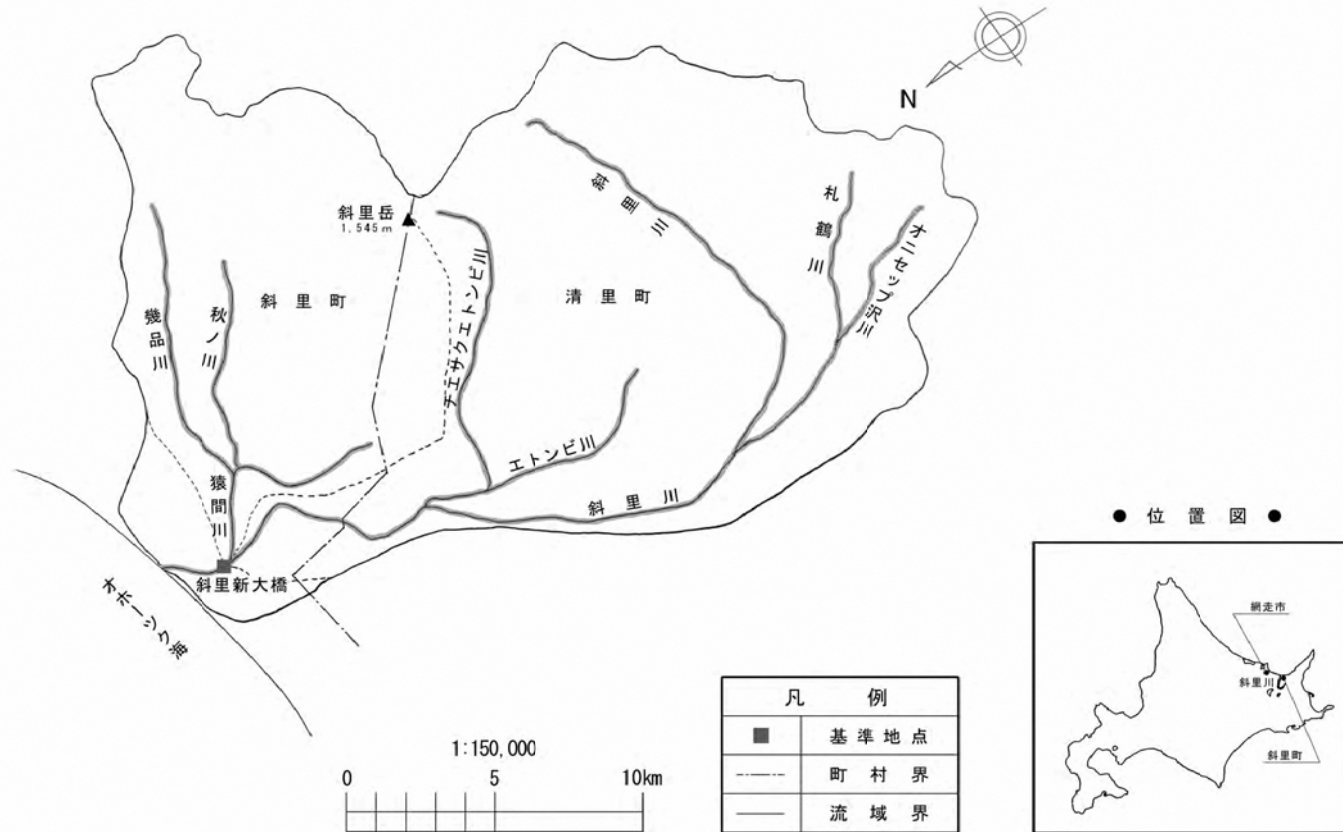 N
斜里岳
1,545m
斜里川
札鶴川
オニセップ沢川
チエサクエトンビ川
幾品川
秋ノ川
斜里町
清里町
エトンビ川
斜里川
猿間川
斜里新大橋
オホーツク海
● 位置図 ●
網走市
斜里川
斜里町
1:150,000
0 5 10km
凡例
基準地点
町村界
流域界